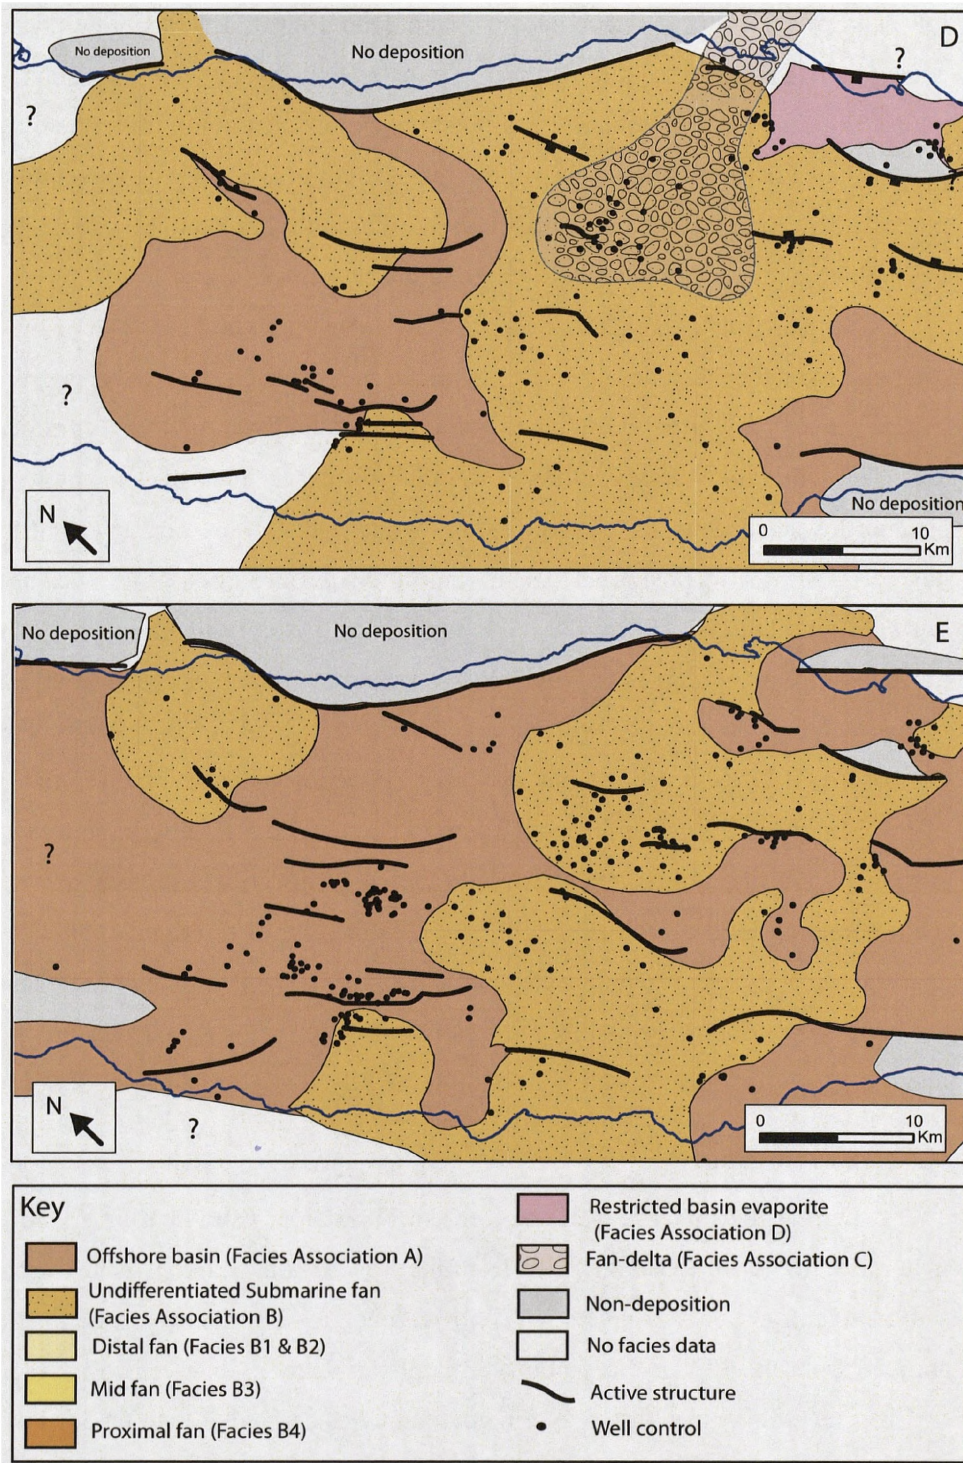 No deposition
No deposition
D
?
?
?
?
N
No deposition
0 10
Km
No deposition
No deposition
E
?
N
?
0 10
Km
Key
Offshore basin (Facies Association A)
Undifferentiated Submarine fan
(Facies Association B)
Distal fan (Facies B1 & B2)
Mid fan (Facies B3)
Proximal fan (Facies B4)
Restricted basin evaporite
(Facies Association D)
Fan-delta (Facies Association C)
Non-deposition
No facies data
Active structure
Well control